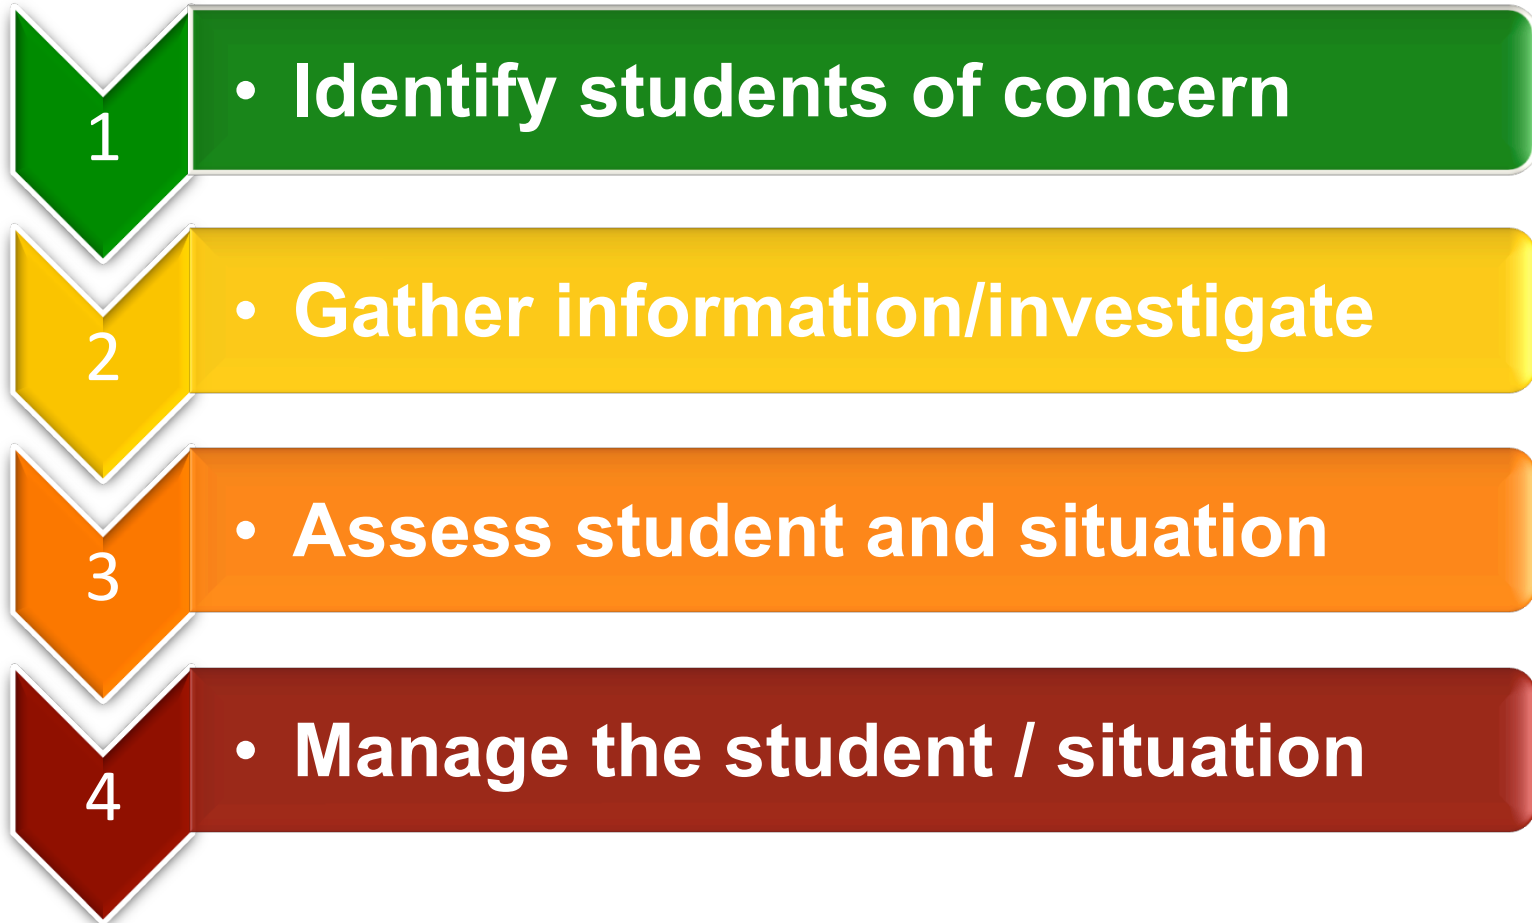 1
• Identify students of concern
2
• Gather information/investigate
3
• Assess student and situation
4
• Manage the student / situation